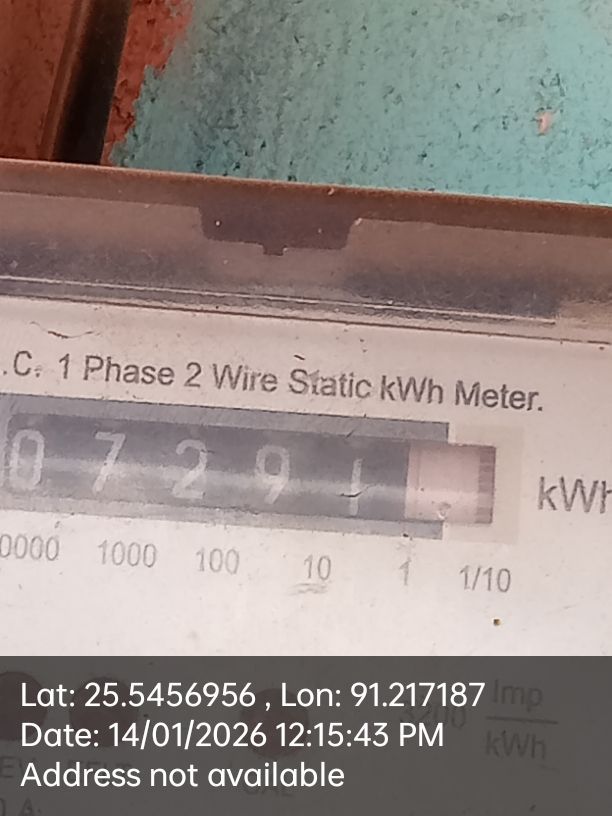 .C. 1 Phase 2 Wire Static kWh Meter.
0 7 2 9 1 kWh
0000 1000 100 10 1 1/10
3200 Imp
kWh
Lat: 25.5456956 , Lon: 91.217187
Date: 14/01/2026 12:15:43 PM
Address not available